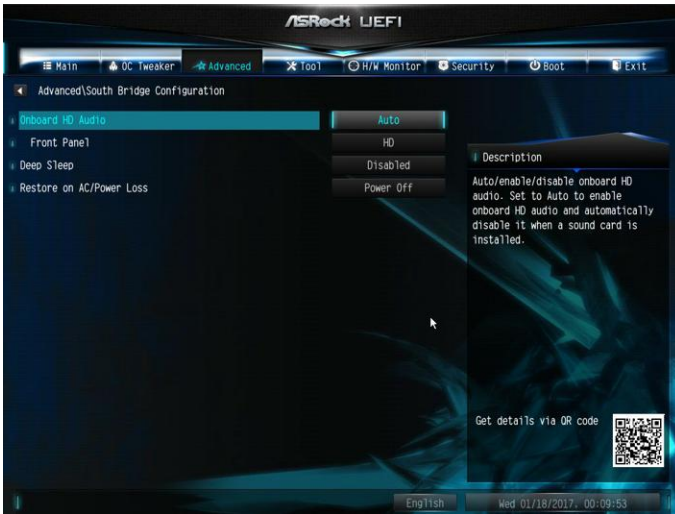 ASRock UEFI
Main OC Tweaker Advanced Tool H/W Monitor Security Boot Exit
Advanced\South Bridge Configuration
Onboard HD Audio Auto
Front Panel HD
Deep Sleep Disabled
Restore on AC/Power Loss Power Off
Description
Auto/enable/disable onboard HD
audio. Set to Auto to enable
onboard HD audio and automatically
disable it when a sound card is
installed.
Get details via QR code
English Wed 01/18/2017. 00:09:53